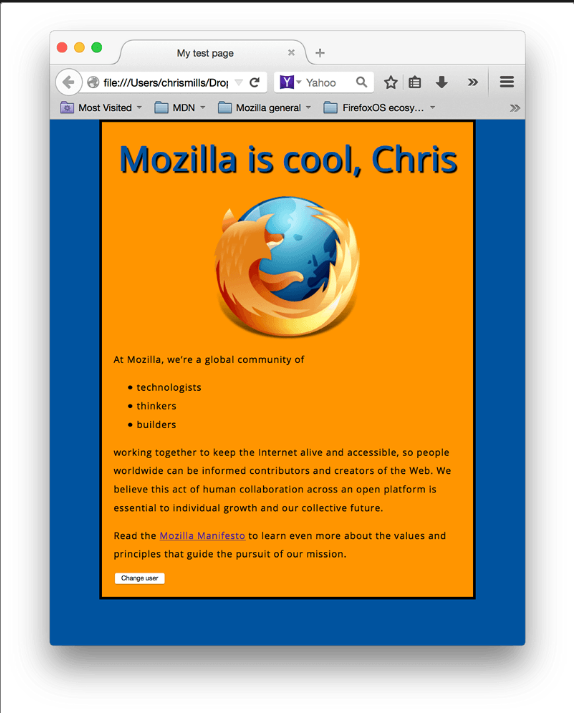 My test page
file:///Users/chrismills/Drop
Yahoo
Most Visited
MDN
Mozilla general
FirefoxOS ecosy…
Mozilla is cool, Chris
At Mozilla, we're a global community of
technologists
thinkers
builders
working together to keep the Internet alive and accessible, so people
worldwide can be informed contributors and creators of the Web. We
believe this act of human collaboration across an open platform is
essential to individual growth and our collective future.
Read the Mozilla Manifesto to learn even more about the values and
principles that guide the pursuit of our mission.
Change user